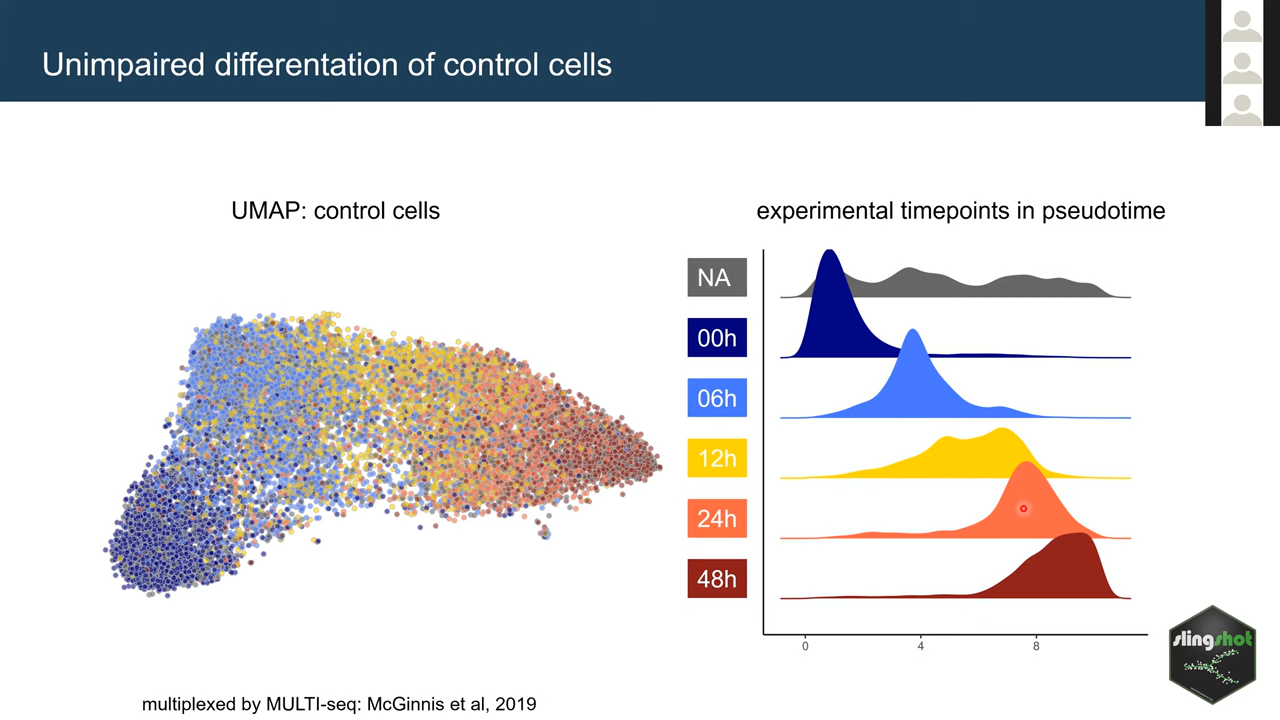 Unimpaired differentation of control cells
UMAP: control cells
experimental timepoints in pseudotime
NA
00h
06h
12h
24h
48h
0 4 8
slingshot
multiplexed by MULTI-seq: McGinnis et al, 2019